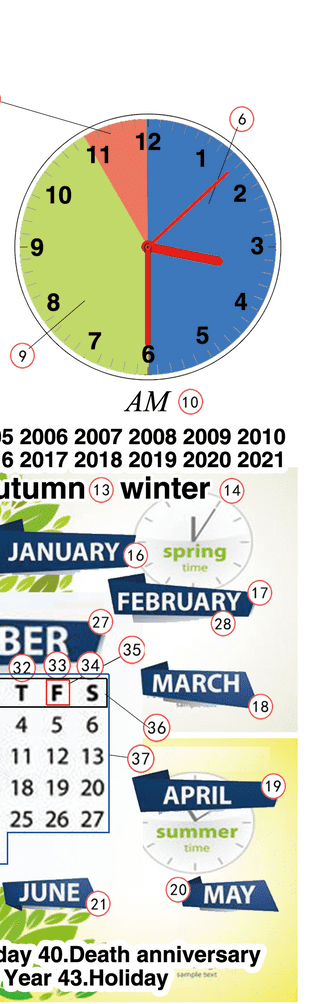 12
11
1
6
10
2
9
3
8
4
9
7
5
6
AM 10
5 2006 2007 2008 2009 2010
6 2017 2018 2019 2020 2021
utumn 13 winter 14
JANUARY 16
spring
time
FEBRUARY 17
27
28
BER
32 33 34 35
T F S
MARCH
18
4 5 6
36
11 12 13
37
18 19 20
APRIL 19
25 26 27
summer
time
JUNE 21
20 MAY
day 40.Death anniversary
Year 43.Holiday
sample text